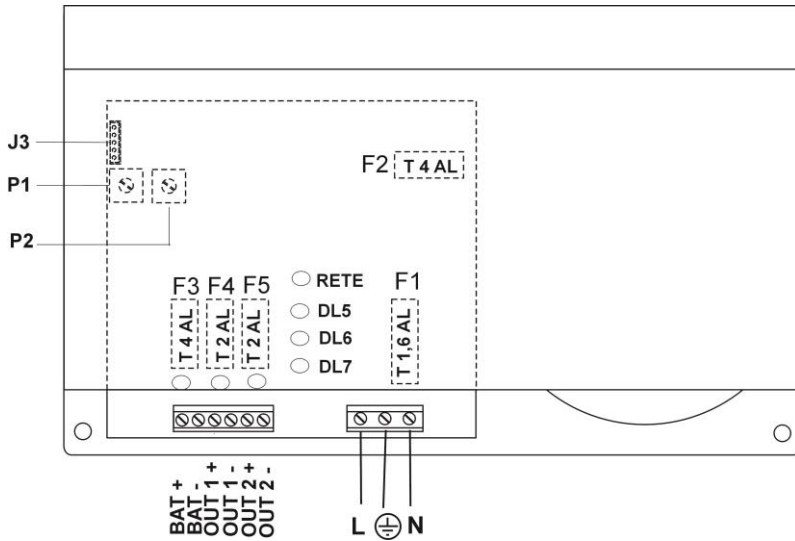 J3
P1
P2
F2 T 4 AL
F3 F4 F5
T 4 AL
T 2 AL
T 2 AL
RETE
DL5
DL6
DL7
F1
T 1,6 AL
BAT +
BAT -
OUT 1 +
OUT 1 -
OUT 2 +
OUT 2 -
L N